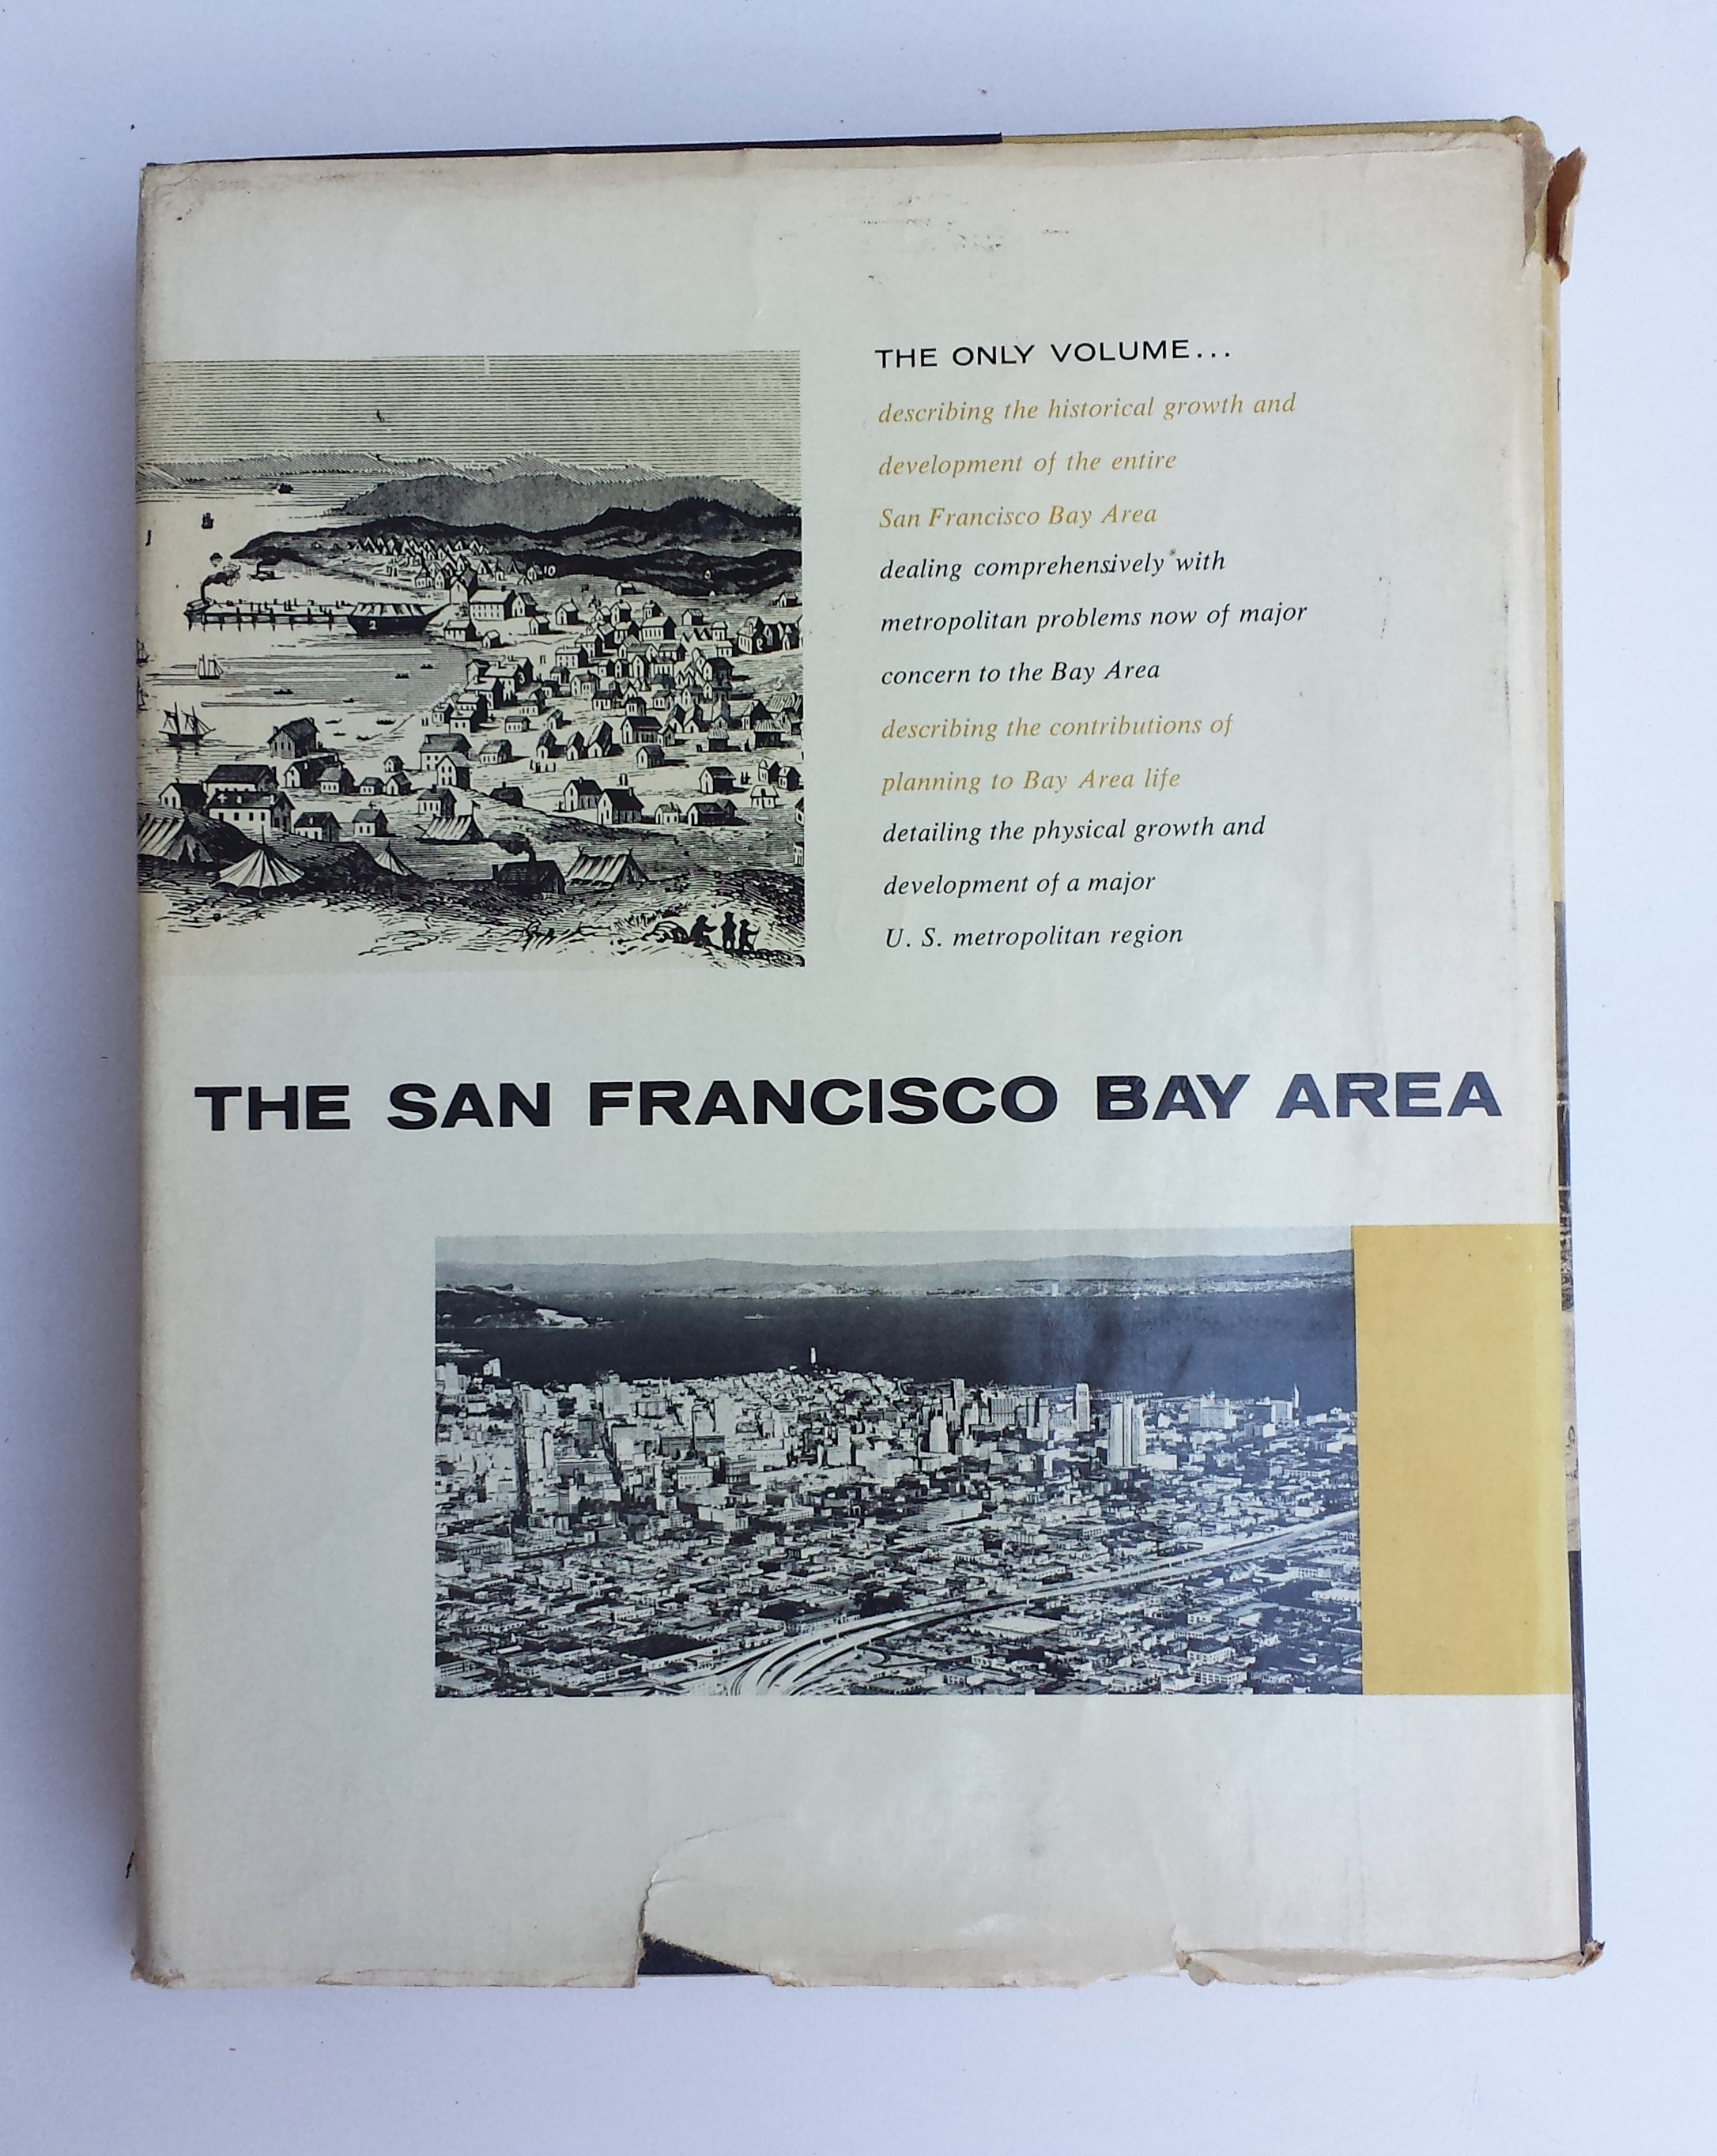 THE ONLY VOLUME...
describing the historical growth and
development of the entire
San Francisco Bay Area
dealing comprehensively with
metropolitan problems now of major
concern to the Bay Area
describing the contributions of
planning to Bay Area life
detailing the physical growth and
development of a major
U. S. metropolitan region
10
2
THE SAN FRANCISCO BAY AREA